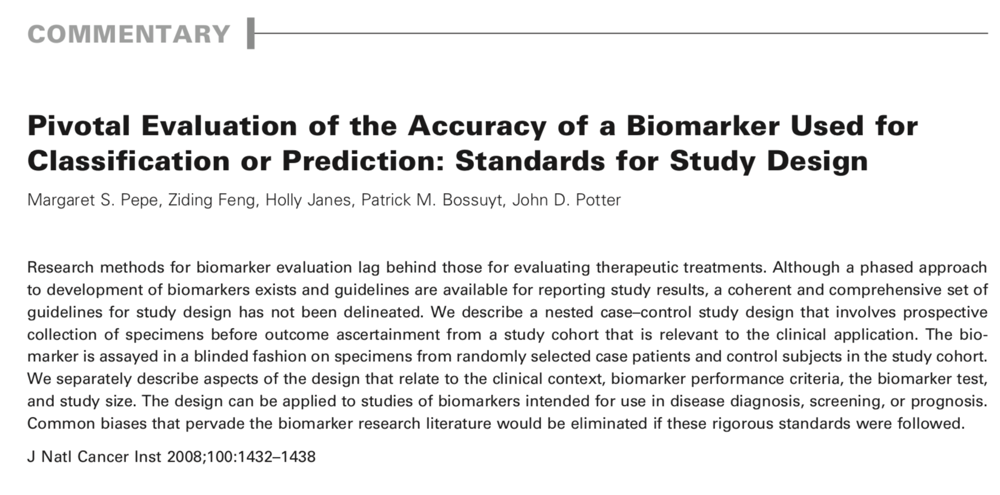 COMMENTARY
Pivotal Evaluation of the Accuracy of a Biomarker Used for
Classification or Prediction: Standards for Study Design
Margaret S. Pepe, Ziding Feng, Holly Janes, Patrick M. Bossuyt, John D. Potter
Research methods for biomarker evaluation lag behind those for evaluating therapeutic treatments. Although a phased approach
to development of biomarkers exists and guidelines are available for reporting study results, a coherent and comprehensive set of
guidelines for study design has not been delineated. We describe a nested case–control study design that involves prospective
collection of specimens before outcome ascertainment from a study cohort that is relevant to the clinical application. The bio-
marker is assayed in a blinded fashion on specimens from randomly selected case patients and control subjects in the study cohort.
We separately describe aspects of the design that relate to the clinical context, biomarker performance criteria, the biomarker test,
and study size. The design can be applied to studies of biomarkers intended for use in disease diagnosis, screening, or prognosis.
Common biases that pervade the biomarker research literature would be eliminated if these rigorous standards were followed.
J Natl Cancer Inst 2008;100:1432–1438